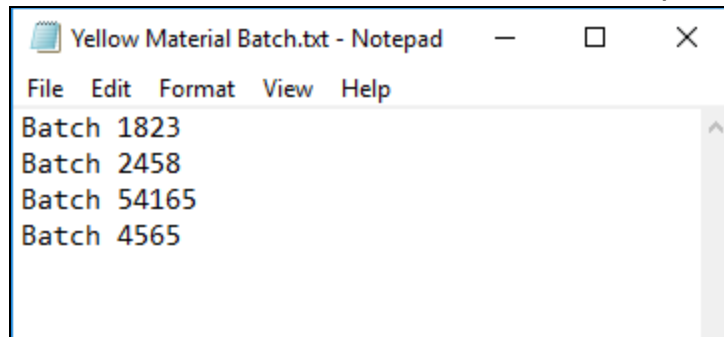 Yellow Material Batch.txt - Notepad
File Edit Format View Help
Batch 1823
Batch 2458
Batch 54165
Batch 4565